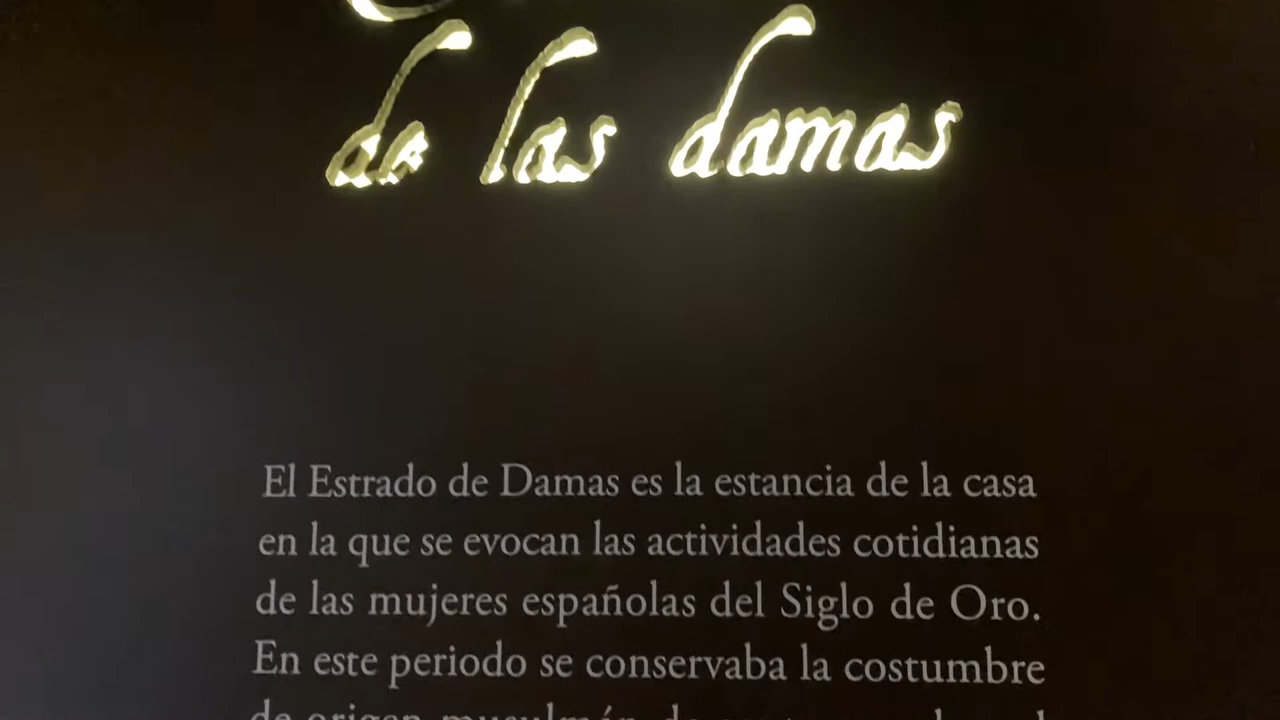 de las damas
El Estrado de Damas es la estancia de la casa
en la que se evocan las actividades cotidianas
de las mujeres españolas del Siglo de Oro.
En este periodo se conservaba la costumbre
de origen musulmán de